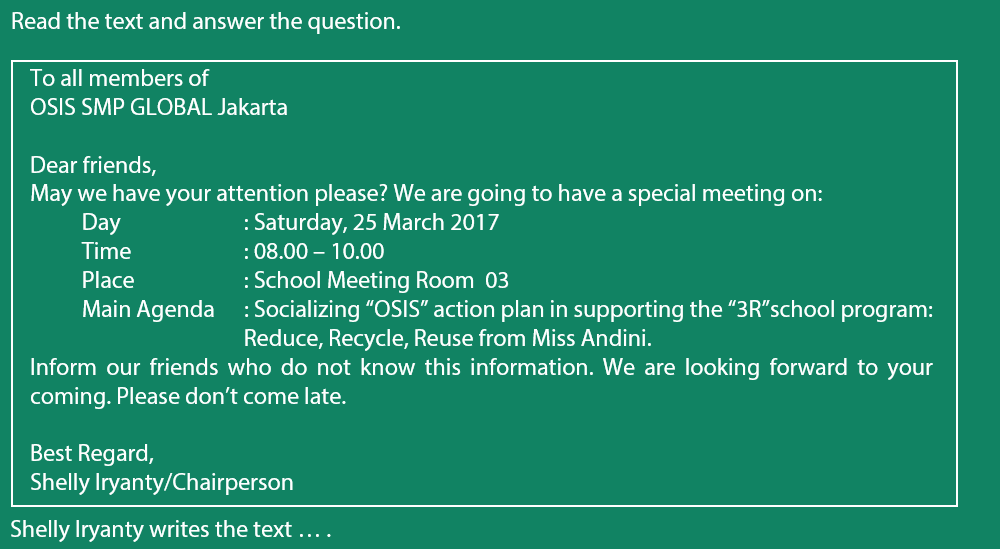 Read the text and answer the question.
To all members of
OSIS SMP GLOBAL Jakarta
Dear friends,
May we have your attention please? We are going to have a special meeting on:
Day : Saturday, 25 March 2017
Time : 08.00 – 10.00
Place : School Meeting Room 03
Main Agenda : Socializing “OSIS” action plan in supporting the “3R”school program:
Reduce, Recycle, Reuse from Miss Andini.
Inform our friends who do not know this information. We are looking forward to your
coming. Please don’t come late.
Best Regard,
Shelly Iryanty/Chairperson
Shelly Iryanty writes the text … .